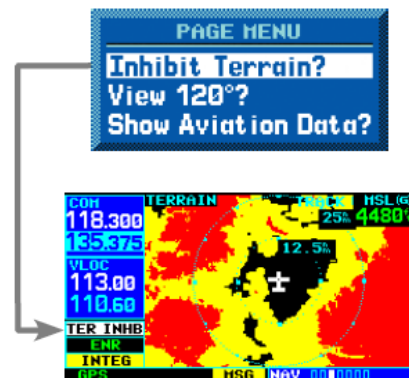 PAGE MENU
Inhibit Terrain?
View 120°?
Show Aviation Data?
COM
118.300
135.375
VLOC
113.00
110.60
TER INHB
ENR
INTEG
GPS
TERRAIN
TRACK
MSL(G)
25
4480
12.5
MSG
NAV